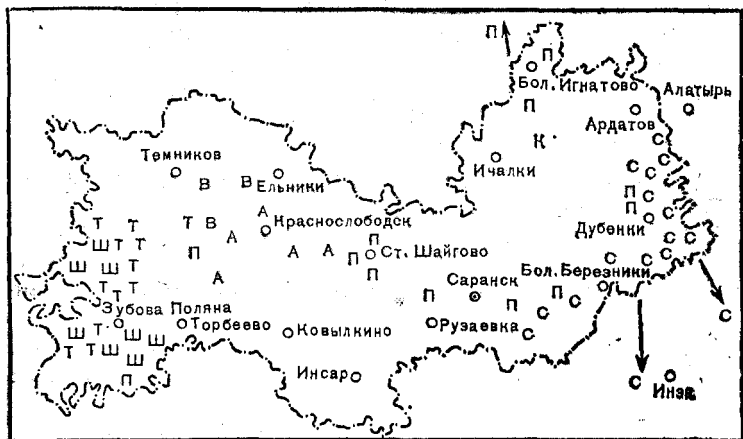 П П
Бол. Игнатово Алатырь
П
Ардатов
К
С
Ичалки С
Темников
В В Ельники С С
П С
Т Т Т В А Краснослободск П С
Ш Т Т Дубенки
П А П С С
Ш Ш Т А А П Ст. Шайгово С С С
Ш Т А П Саранск Бол. Березники
Т Т П П П С
Зубова Поляна С
Торбеево Ковылкино Рузаевка С
Ш Т Ш
Т Т Ш Ш Ш
Ш Инсар С Инза
П